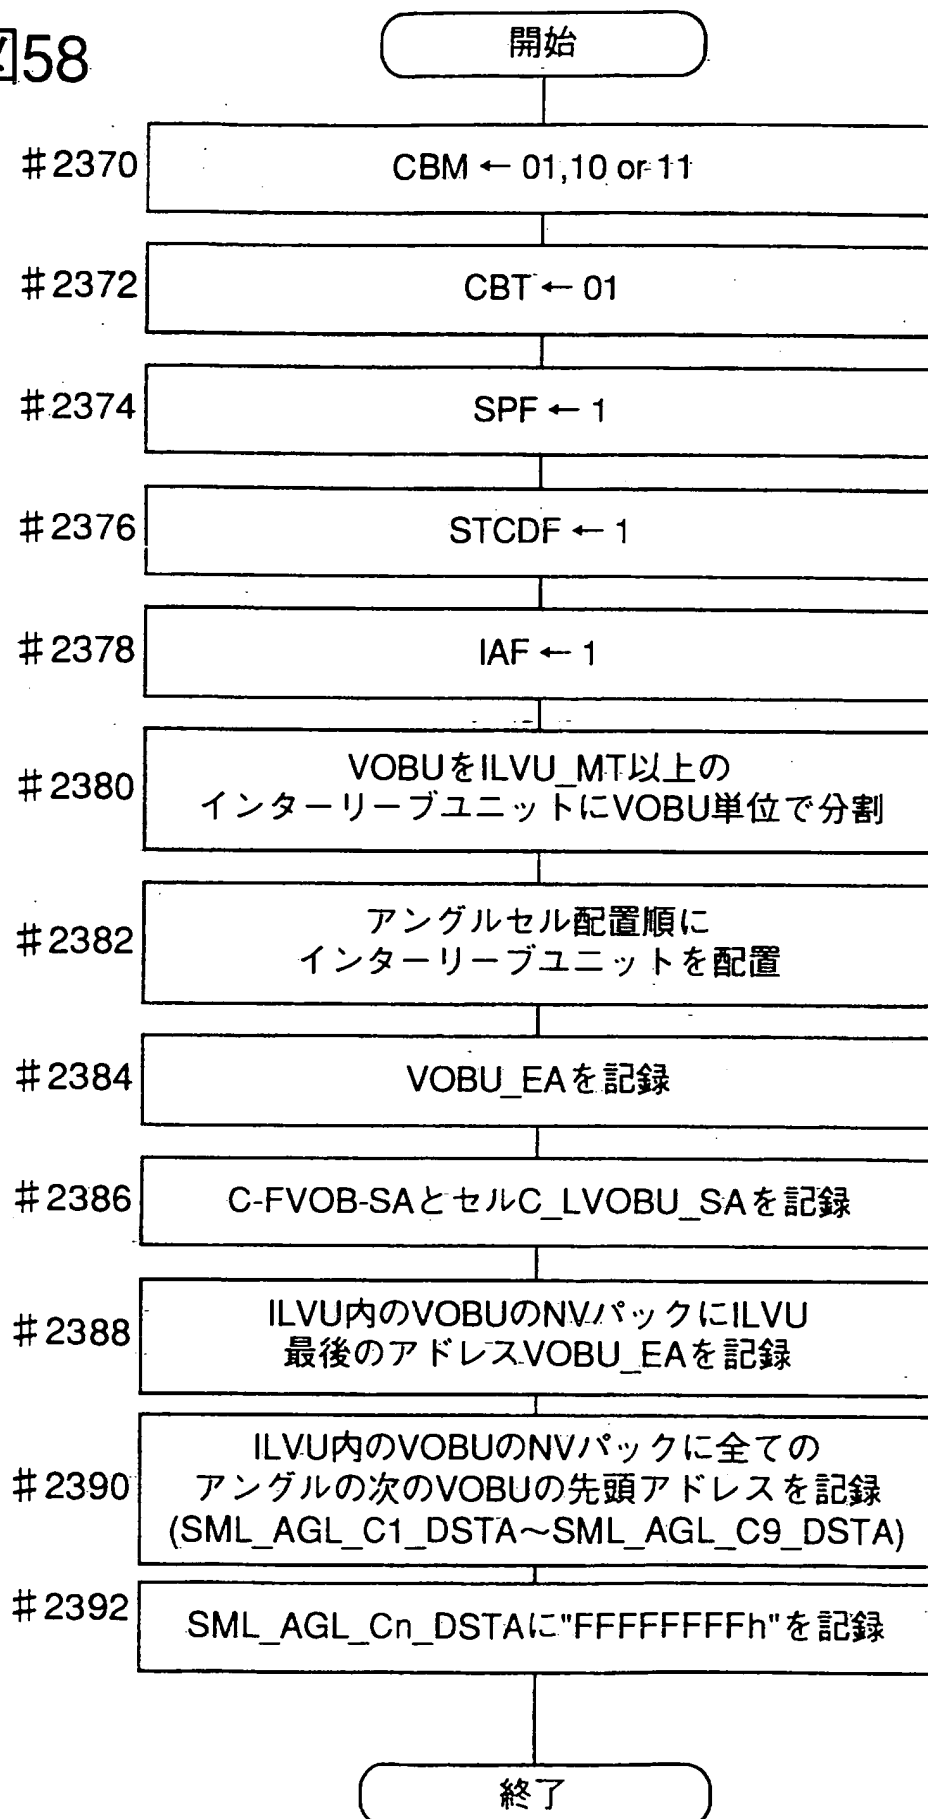 図58
開始
#2370
CBM ← 01,10 or 11
#2372
CBT ← 01
#2374
SPF ← 1
#2376
STCDF ← 1
#2378
IAF ← 1
#2380
VOBUをILVU_MT以上の
インターリーブユニットにVOBU単位で分割
#2382
アングルセル配置順に
インターリーブユニットを配置
#2384
VOBU_EAを記録
#2386
C-FVOB-SAとセルC_LVOBU_SAを記録
#2388
ILVU内のVOBUのNVパックにILVU
最後のアドレスVOBU_EAを記録
#2390
ILVU内のVOBUのNVパックに全ての
アングルの次のVOBUの先頭アドレスを記録
(SML_AGL_C1_DSTA～SML_AGL_C9_DSTA)
#2392
SML_AGL_Cn_DSTAに"FFFFFFFFh"を記録
終了